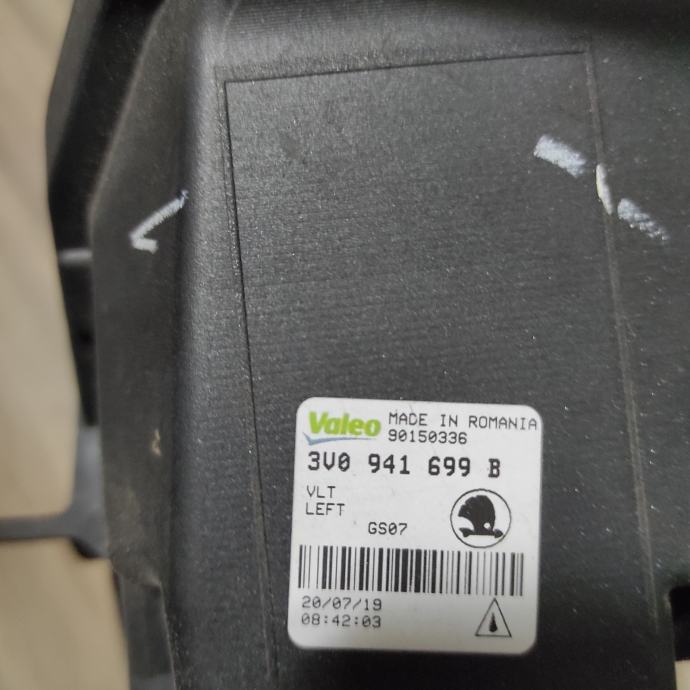 Valeo MADE IN ROMANIA
90150336
3V0 941 699 B
VLT
LEFT
GS07
20/07/19
08:42:03